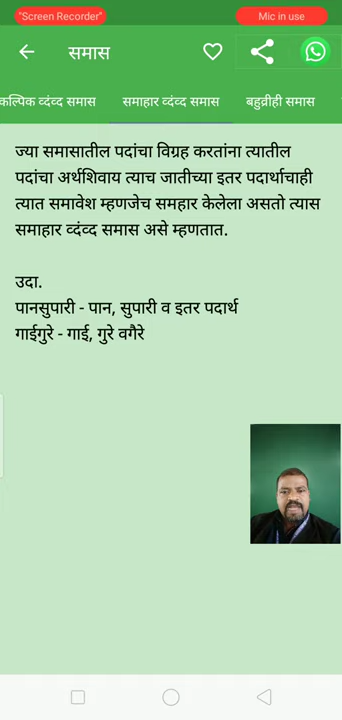 "Screen Recorder"
Mic in use
समास
कल्पिक व्दंव्द समास
समाहार व्दंव्द समास
बहुव्रीही समास
ज्या समासातील पदांचा विग्रह करतांना त्यातील
पदांचा अर्थशिवाय त्याच जातीच्या इतर पदार्थाचाही
त्यात समावेश म्हणजेच समहार केलेला असतो त्यास
समाहार व्दंव्द समास असे म्हणतात.
उदा.
पानसुपारी - पान, सुपारी व इतर पदार्थ
गाईगुरे - गाई, गुरे वगैरे